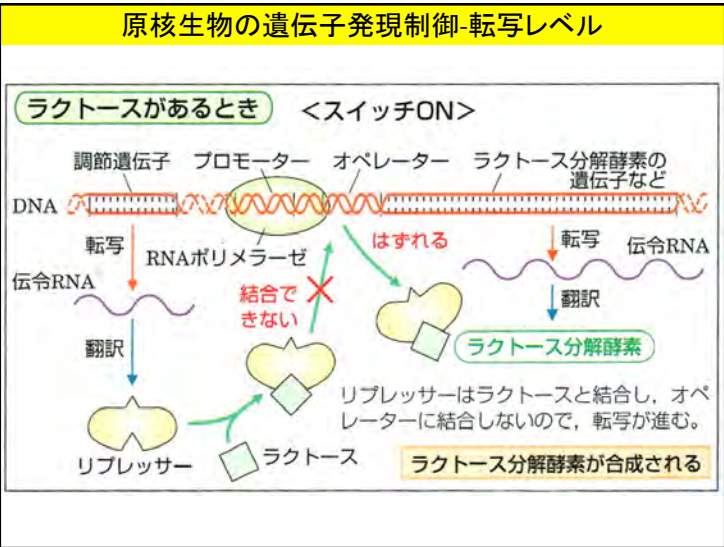 原核生物の遺伝子発現制御-転写レベル
ラクトースがあるとき <スイッチON>
調節遺伝子 プロモーター オペレーター ラクトース分解酵素の
遺伝子など
DNA
転写
RNAポリメラーゼ
はずれる
転写
伝令RNA
伝令RNA
結合で
きない
翻訳
翻訳
ラクトース分解酵素
リプレッサーはラクトースと結合し，オペ
レーターに結合しないので，転写が進む。
リプレッサー
ラクトース
ラクトース分解酵素が合成される